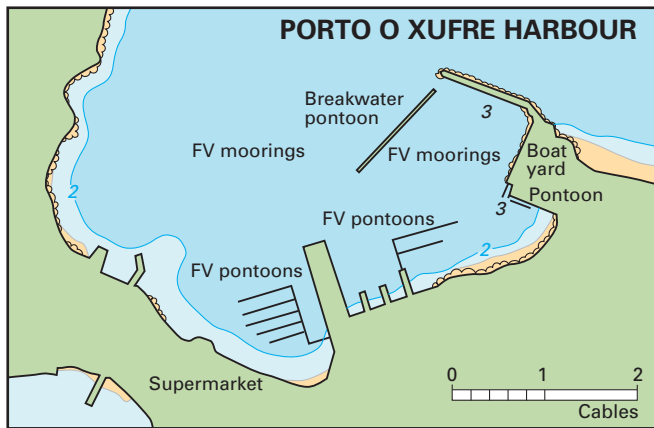 PORTO O XUFRE HARBOUR
Breakwater
pontoon
3
FV moorings
FV moorings
Boat
yard
2
Pontoon
3
FV pontoons
2
FV pontoons
Supermarket
0 1 2
Cables